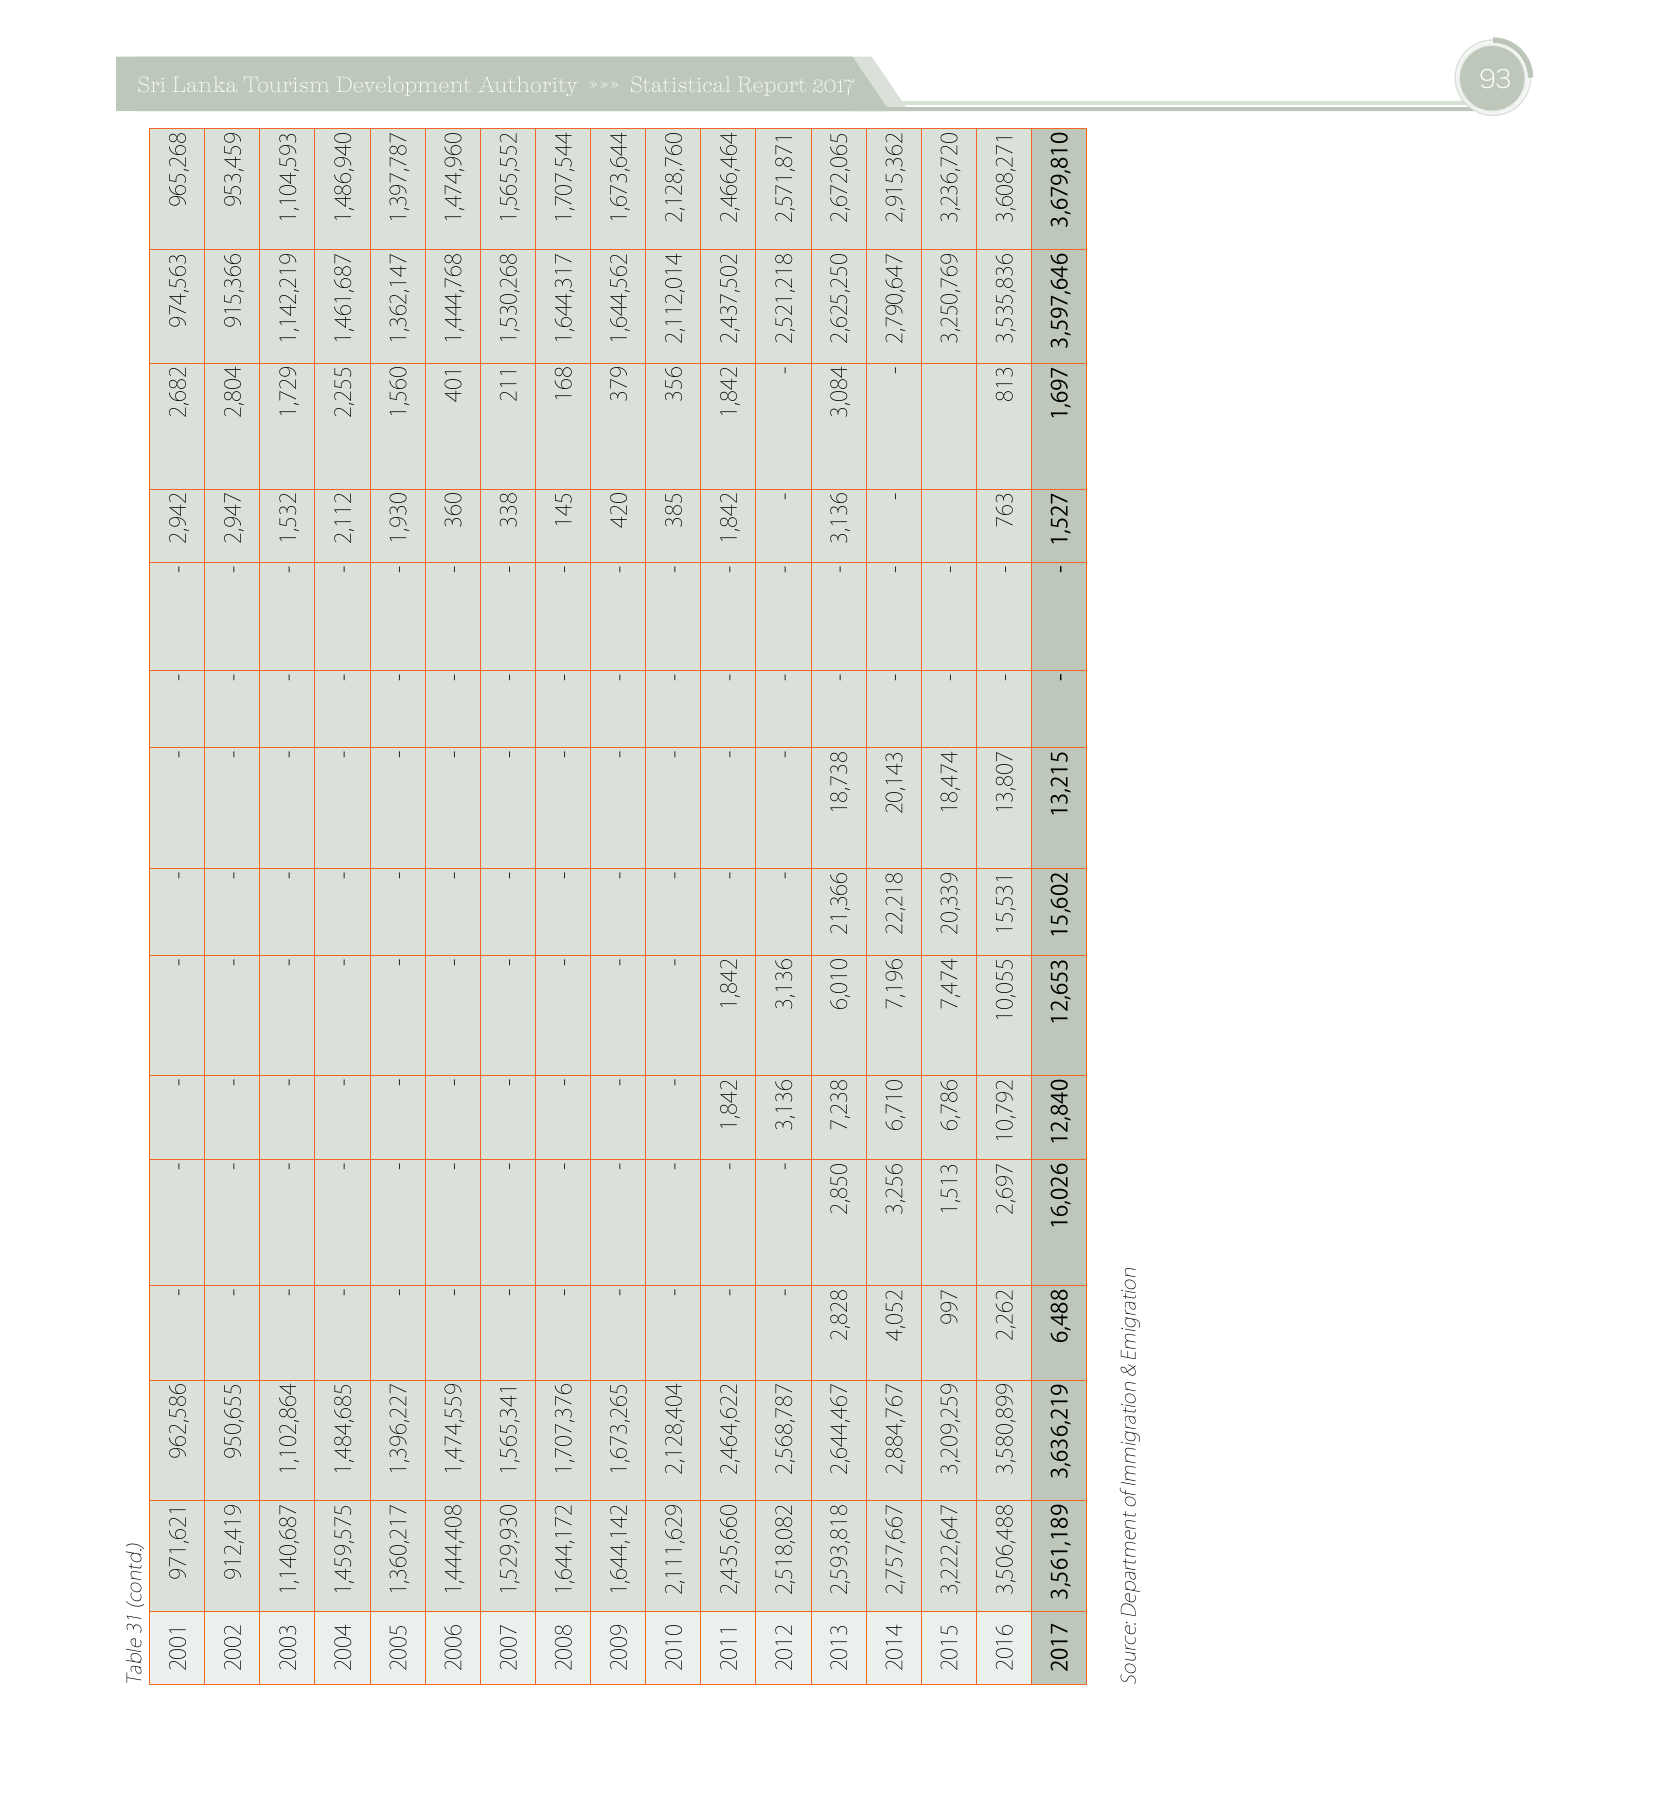 Sri Lanka Tourism Development Authority »»» Statistical Report 2017
93
Table 31 (contd.)
2001 971,621 962,586 - - - - - - - - 2,942 2,682 974,563 965,268
2002 912,419 950,655 - - - - - - - - 2,947 2,804 915,366 953,459
2003 1,140,687 1,102,864 - - - - - - - - 1,532 1,729 1,142,219 1,104,593
2004 1,459,575 1,484,685 - - - - - - - - 2,112 2,255 1,461,687 1,486,940
2005 1,360,217 1,396,227 - - - - - - - - 1,930 1,560 1,362,147 1,397,787
2006 1,444,408 1,474,559 - - - - - - - - 360 401 1,444,768 1,474,960
2007 1,529,930 1,565,341 - - - - - - - - 338 211 1,530,268 1,565,552
2008 1,644,172 1,707,376 - - - - - - - - 145 168 1,644,317 1,707,544
2009 1,644,142 1,673,265 - - - - - - - - 420 379 1,644,562 1,673,644
2010 2,111,629 2,128,404 - - - - - - - - 385 356 2,112,014 2,128,760
2011 2,435,660 2,464,622 - - 1,842 1,842 - - - - 1,842 1,842 2,437,502 2,466,464
2012 2,518,082 2,568,787 - - 3,136 3,136 - - - - - - 2,521,218 2,571,871
2013 2,593,818 2,644,467 2,828 2,850 7,238 6,010 21,366 18,738 - - 3,136 3,084 2,625,250 2,672,065
2014 2,757,667 2,884,767 4,052 3,256 6,710 7,196 22,218 20,143 - - - - 2,790,647 2,915,362
2015 3,222,647 3,209,259 997 1,513 6,786 7,474 20,339 18,474 - - 3,250,769 3,236,720
2016 3,506,488 3,580,899 2,262 2,697 10,792 10,055 15,531 13,807 - - 763 813 3,535,836 3,608,271
2017 3,561,189 3,636,219 6,488 16,026 12,840 12,653 15,602 13,215 - - 1,527 1,697 3,597,646 3,679,810
Source: Department of Immigration & Emigration